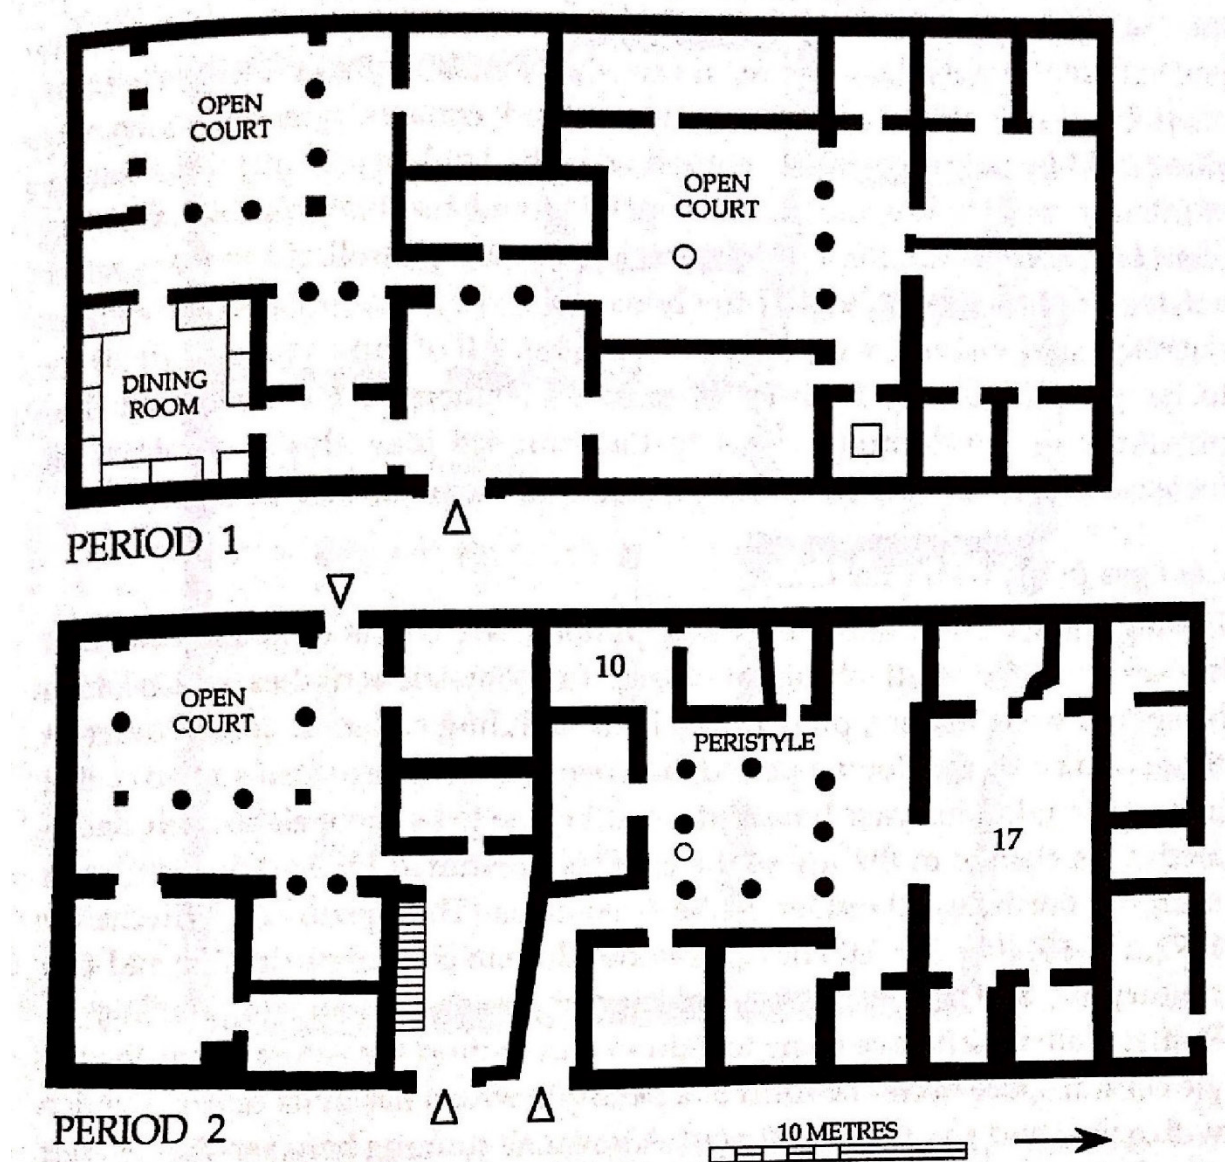 OPEN
COURT
OPEN
COURT
DINING
ROOM
PERIOD 1
10
OPEN
COURT
PERISTYLE
17
PERIOD 2
10 METRES